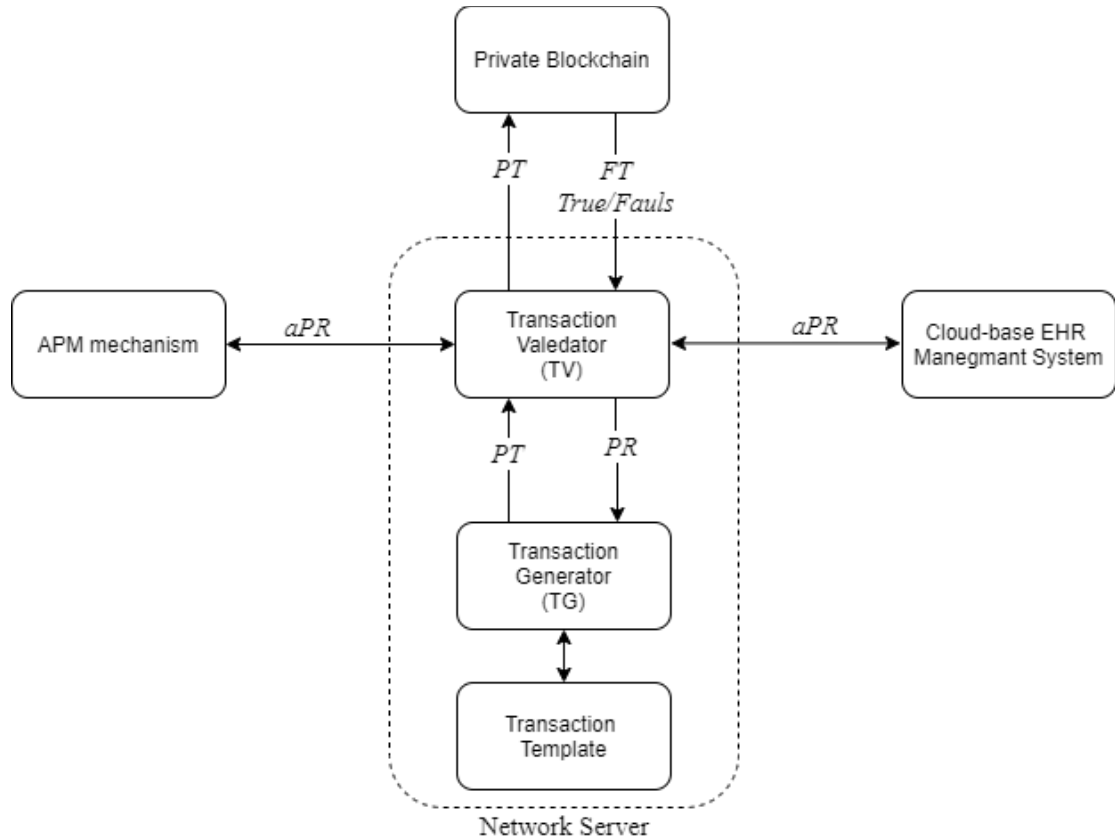 Private Blockchain
PT
FT
True/Fauls
APM mechanism
aPR
Transaction
Valedator
(TV)
aPR
Cloud-base EHR
Manegmant System
PT
PR
Transaction
Generator
(TG)
Transaction
Template
Network Server